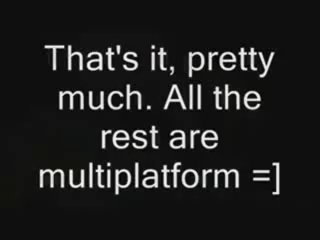 That's it, pretty
much. All the
rest are
multiplatform =]